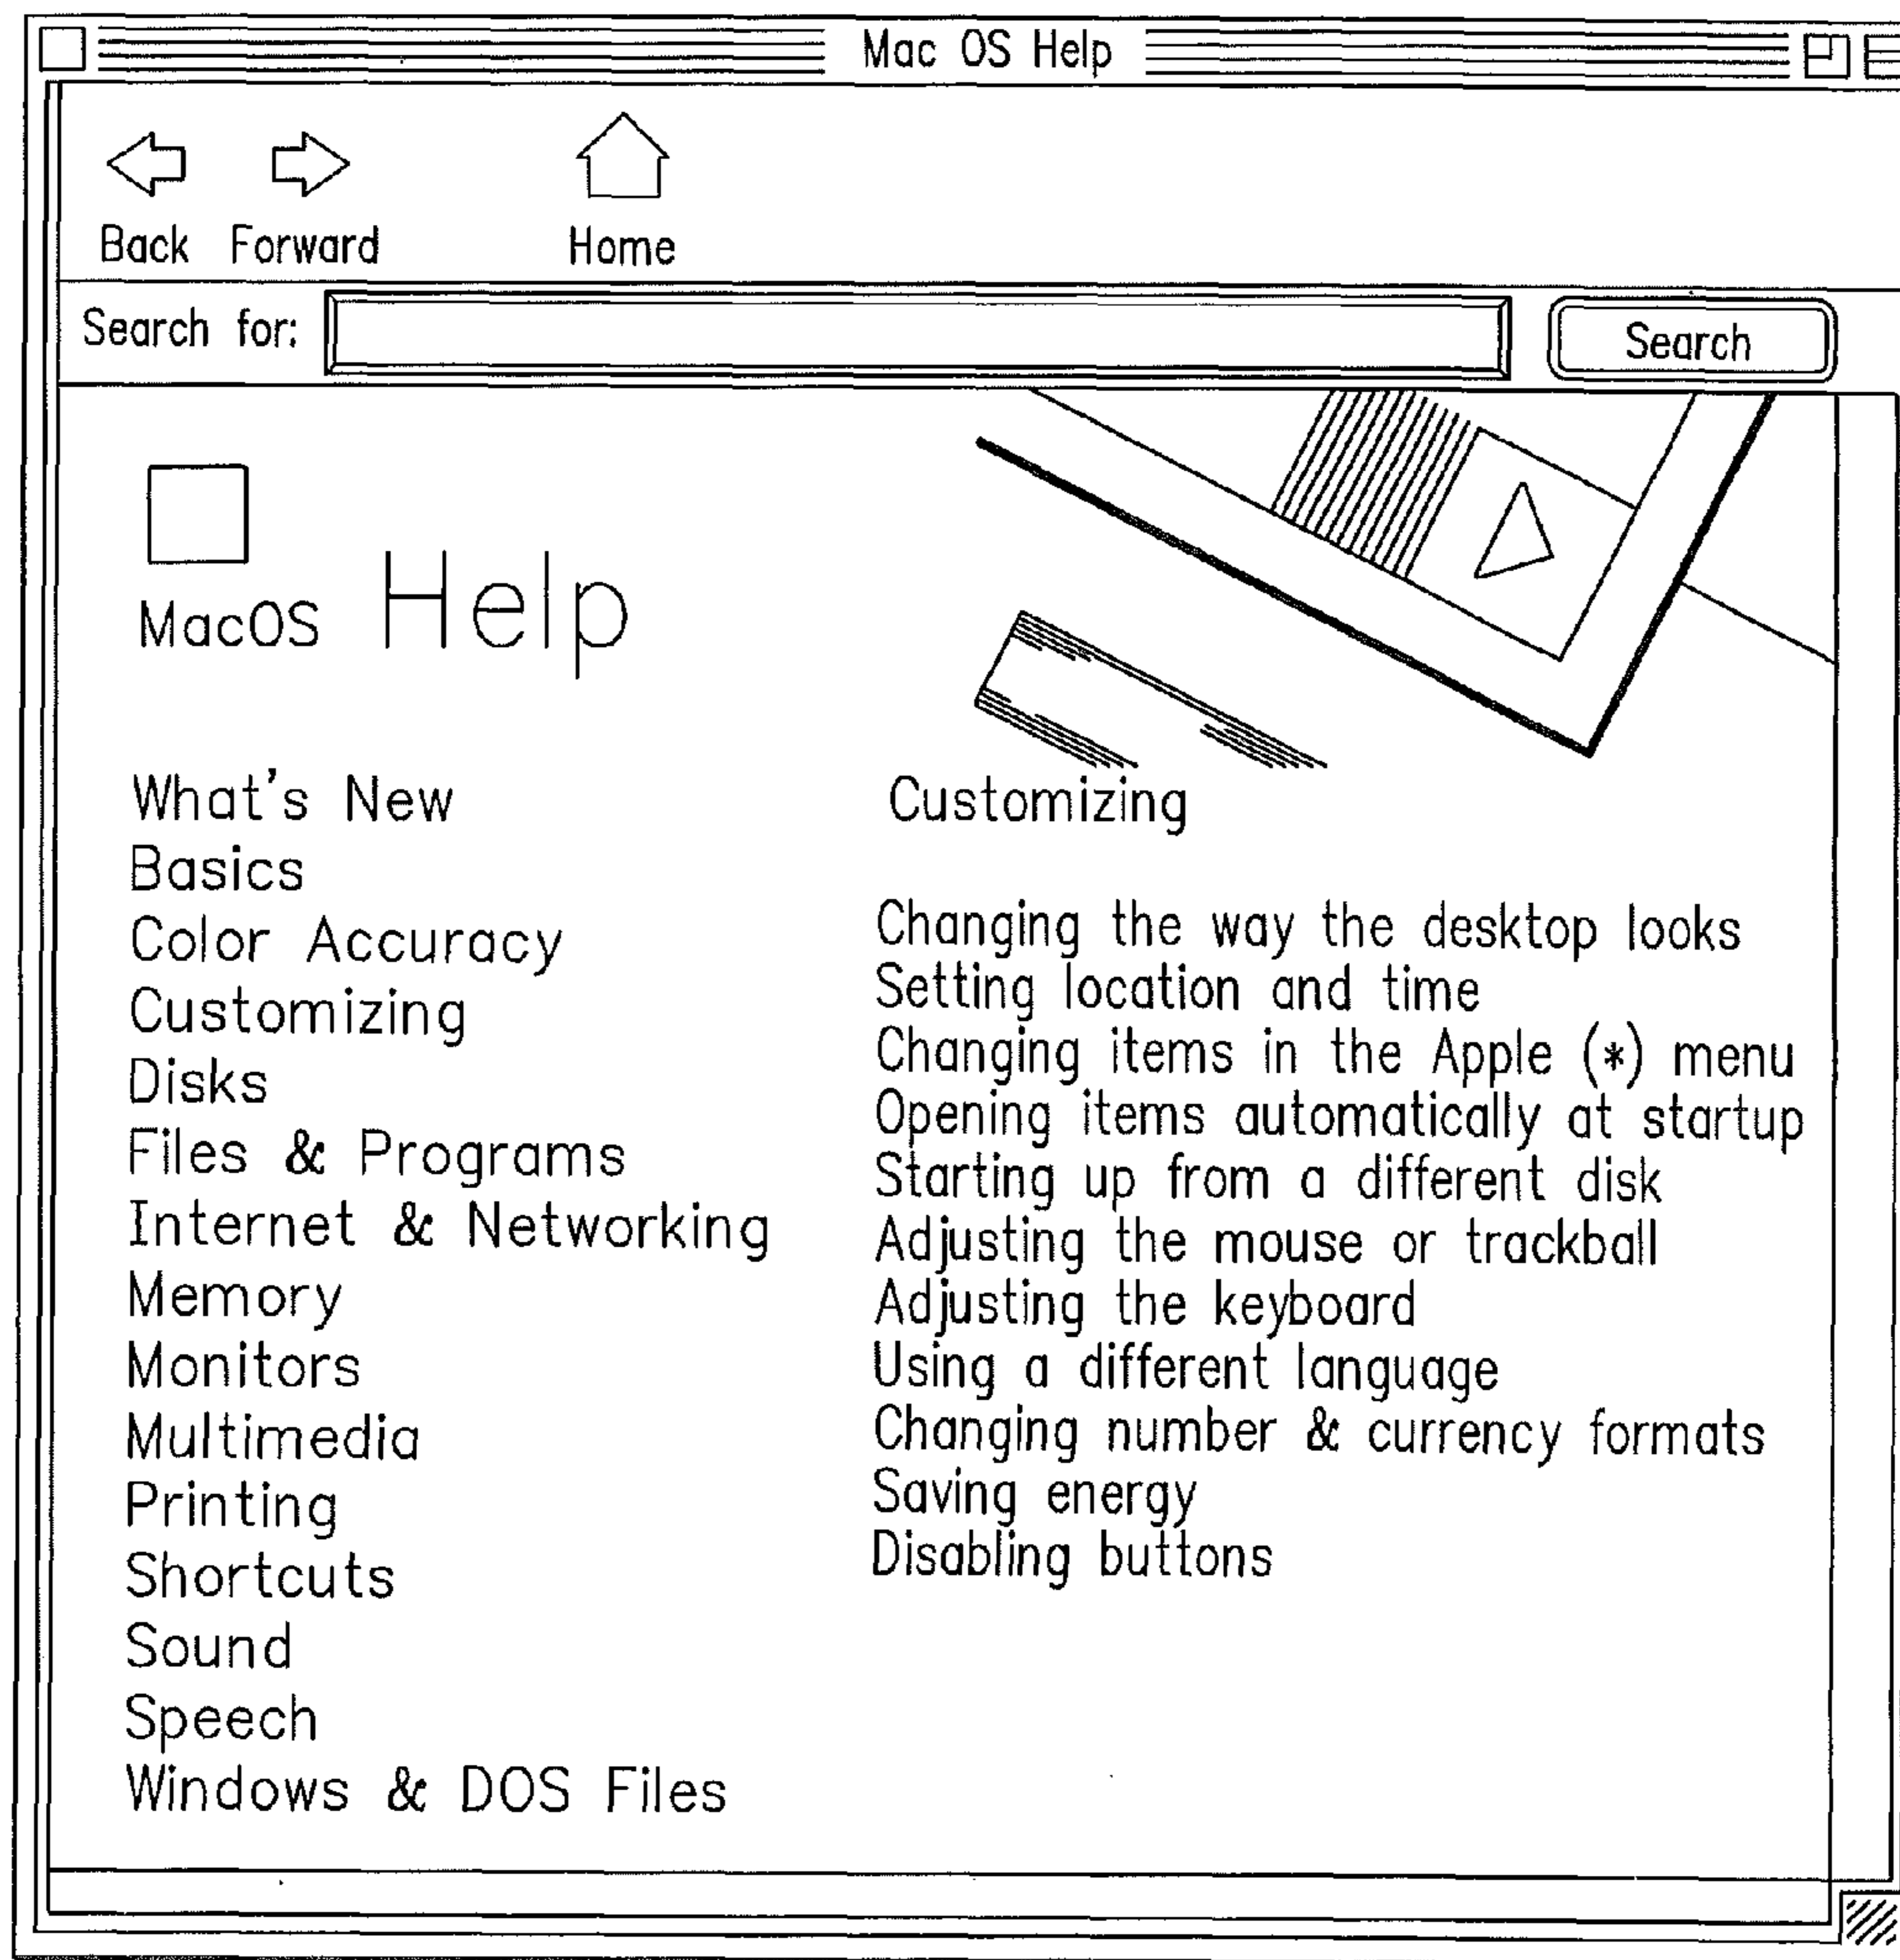 Mac OS Help
Back Forward Home
Search for: Search
MacOS Help
What's New
Basics
Color Accuracy
Customizing
Disks
Files & Programs
Internet & Networking
Memory
Monitors
Multimedia
Printing
Shortcuts
Sound
Speech
Windows & DOS Files
Customizing
Changing the way the desktop looks
Setting location and time
Changing items in the Apple (*) menu
Opening items automatically at startup
Starting up from a different disk
Adjusting the mouse or trackball
Adjusting the keyboard
Using a different language
Changing number & currency formats
Saving energy
Disabling buttons